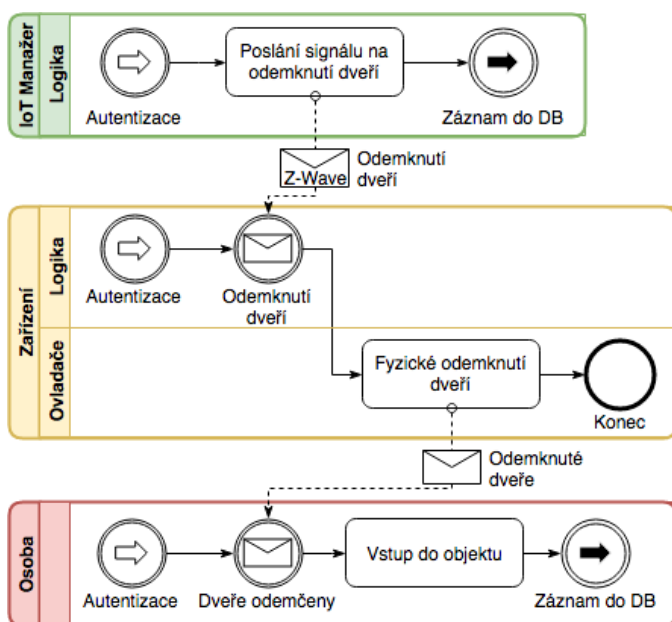 IoT Manažer
Logika
Autentizace
Poslání signálu na
odemknutí dveří
Záznam do DB
Z-Wave
Odemknutí
dveří
Zařízení
Logika
Autentizace
Odemknutí
dveří
Ovladače
Fyzické odemknutí
dveří
Konec
Odemknuté
dveře
Osoba
Autentizace
Dveře odemčeny
Vstup do objektu
Záznam do DB